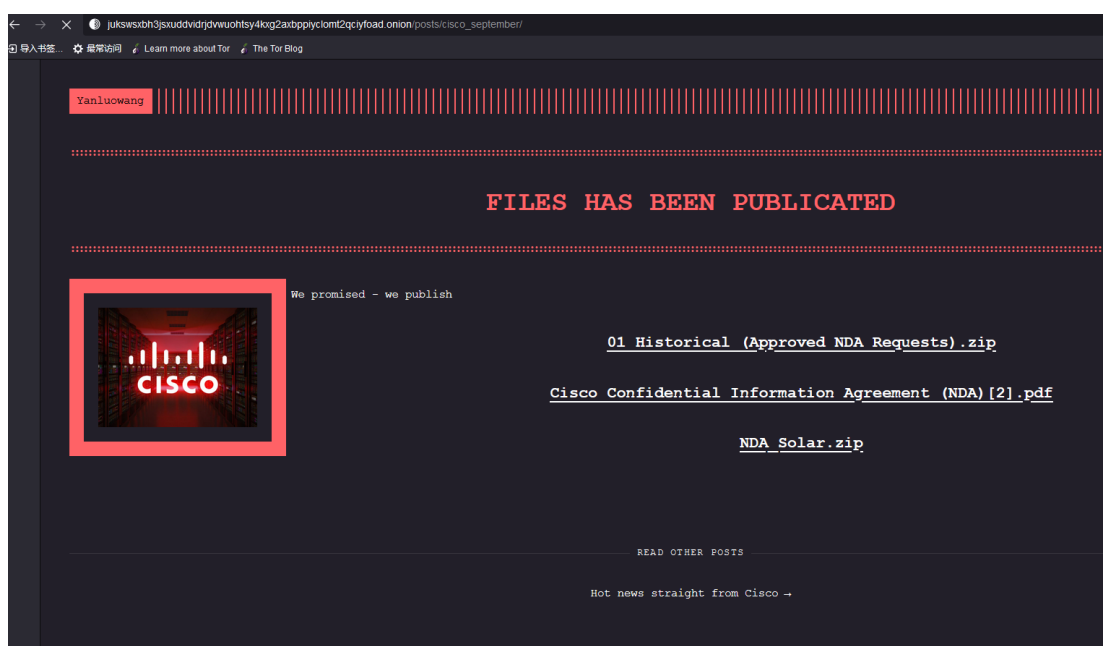 jukswsxbh3jsxuddvidrjdvwuohtsy4kxg2axbppiyclomt2qciyfoad.onion/posts/cisco_september/
导入书签... 最常访问 Learn more about Tor The Tor Blog
Yanluowang
FILES HAS BEEN PUBLICATED
We promised - we publish
CISCO
01 Historical (Approved NDA Requests).zip
Cisco Confidential Information Agreement (NDA)[2].pdf
NDA Solar.zip
READ OTHER POSTS
Hot news straight from Cisco →